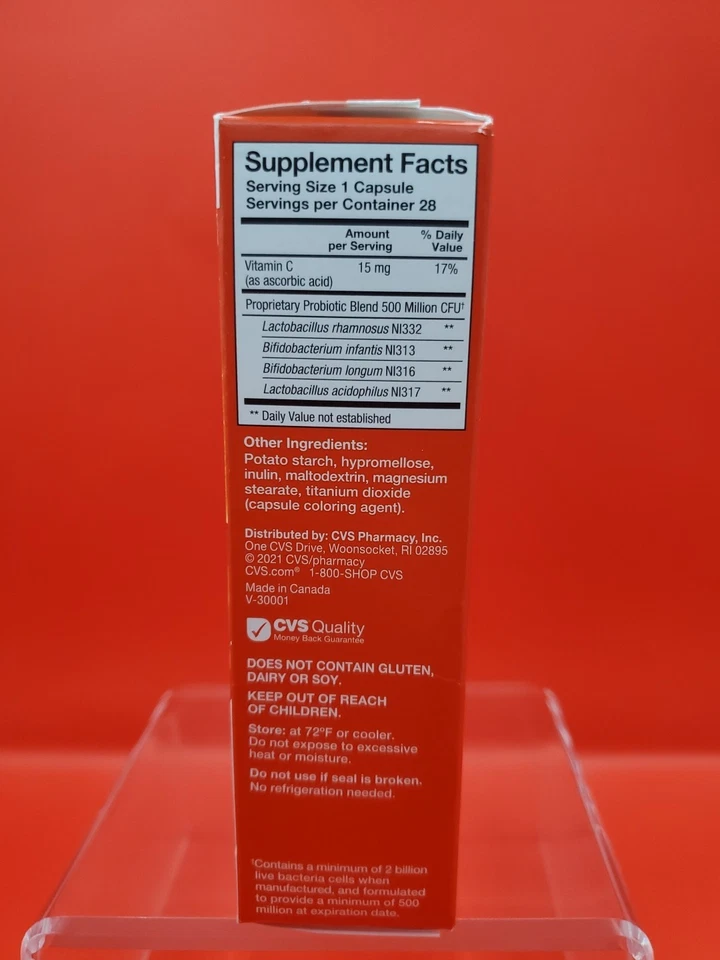 Supplement Facts
Serving Size 1 Capsule
Servings per Container 28
Amount per Serving % Daily Value
Vitamin C (as ascorbic acid) 15 mg 17%
Proprietary Probiotic Blend 500 Million CFU†
Lactobacillus rhamnosus NI332 **
Bifidobacterium infantis NI313 **
Bifidobacterium longum NI316 **
Lactobacillus acidophilus NI317 **
** Daily Value not established
Other Ingredients:
Potato starch, hypromellose,
inulin, maltodextrin, magnesium
stearate, titanium dioxide
(capsule coloring agent).
Distributed by: CVS Pharmacy, Inc.
One CVS Drive, Woonsocket, RI 02895
© 2021 CVS/pharmacy
CVS.com® 1-800-SHOP CVS
Made in Canada
V-30001
CVS Quality
Money Back Guarantee
DOES NOT CONTAIN GLUTEN,
DAIRY OR SOY.
KEEP OUT OF REACH
OF CHILDREN.
Store: at 72ºF or cooler.
Do not expose to excessive
heat or moisture.
Do not use if seal is broken.
No refrigeration needed.
†Contains a minimum of 2 billion
live bacteria cells when
manufactured, and formulated
to provide a minimum of 500
million at expiration date.